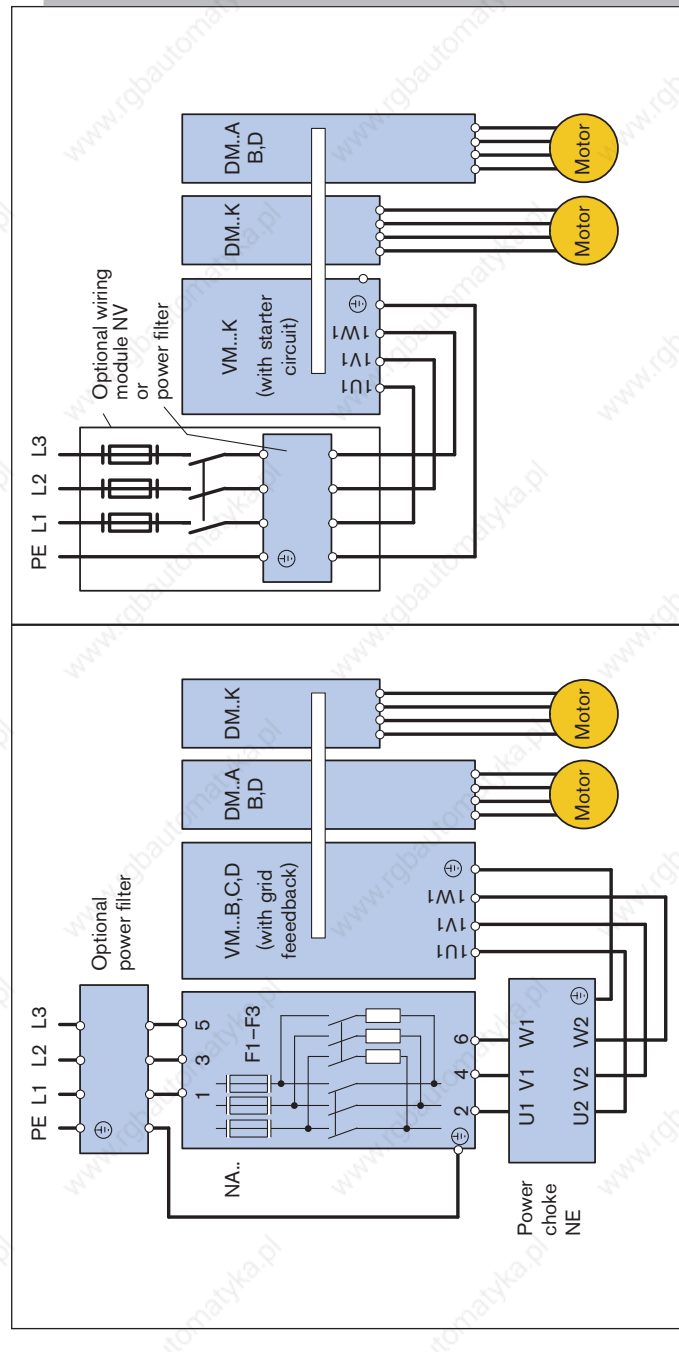 PE L1 L2 L3
Optional wiring
module NV
or
power filter
VM...K
(with starter
circuit)
1U1 1V1 1W1
DM..K
DM..A
B,D
Motor
Motor
PE L1 L2 L3
Optional
power filter
NA..
1 3 5
F1–F3
2 4 6
VM...B,C,D
(with grid
feeedback)
1U1 1V1 1W1
DM..A
B,D
DM..K
Motor
Motor
Power
choke
NE
U1 V1 W1
U2 V2 W2
www.rgbautomatyka.pl